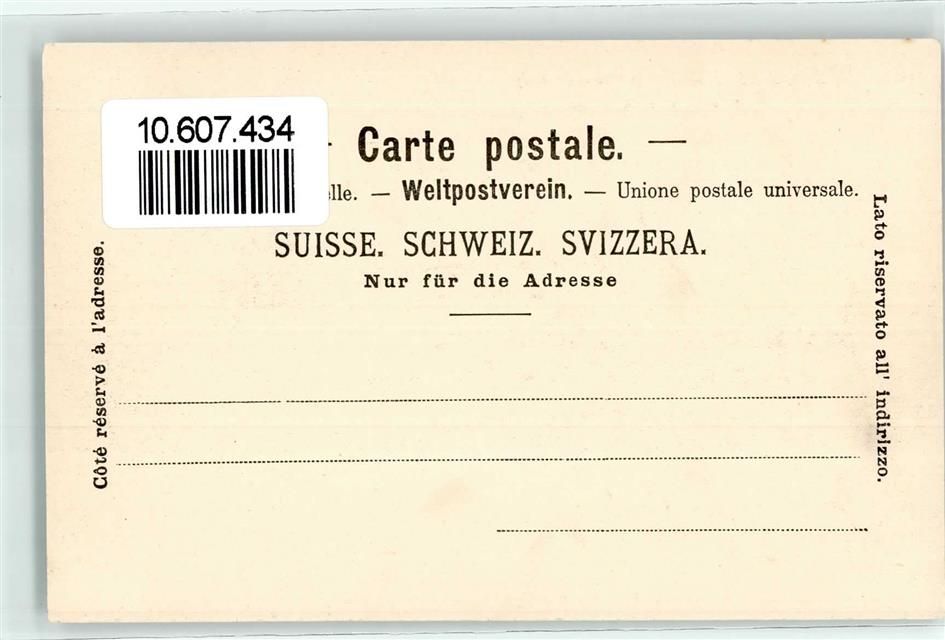 10.607.434
Carte postale. —
lle. — Weltpostverein. — Unione postale universale.
SUISSE. SCHWEIZ. SVIZZERA.
Nur für die Adresse
Côté réservé à l'adresse.
Lato riservato all' indirizzo.